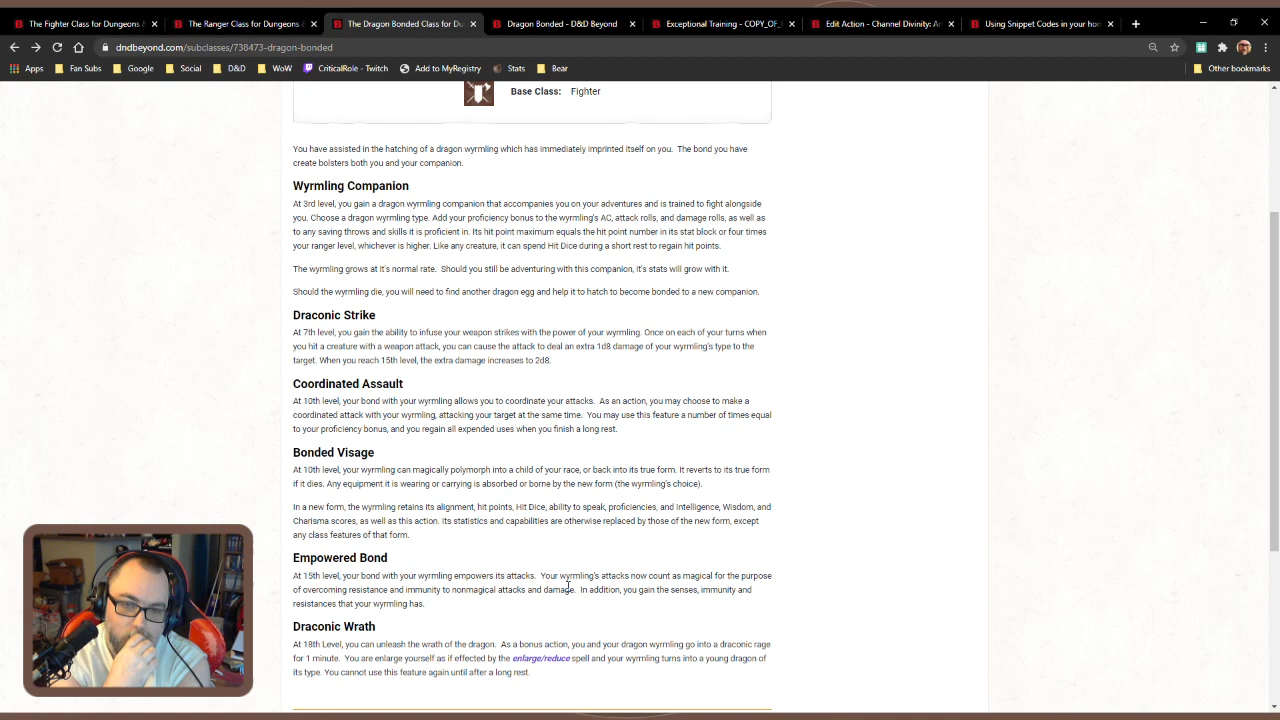 The Fighter Class for Dungeons &
The Ranger Class for Dungeons &
The Dragon Bonded Class for Du
Dragon Bonded - D&D Beyond
Exceptional Training - COPY_OF_
Edit Action - Channel Divinity: A
Using Snippet Codes in your hom
dndbeyond.com/subclasses/738473-dragon-bonded
Apps
Fan Subs
Google
Social
D&D
WoW
CriticalRole - Twitch
Add to MyRegistry
Stats
Bear
Other bookmarks
Base Class: Fighter
You have assisted in the hatching of a dragon wyrmling which has immediately imprinted itself on you. The bond you have
create bolsters both you and your companion.
Wyrmling Companion
At 3rd level, you gain a dragon wyrmling companion that accompanies you on your adventures and is trained to fight alongside
you. Choose a dragon wyrmling type. Add your proficiency bonus to the wyrmling's AC, attack rolls, and damage rolls, as well as
to any saving throws and skills it is proficient in. Its hit point maximum equals the hit point number in its stat block or four times
your ranger level, whichever is higher. Like any creature, it can spend Hit Dice during a short rest to regain hit points.
The wyrmling grows at it's normal rate. Should you still be adventuring with this companion, it's stats will grow with it.
Should the wyrmling die, you will need to find another dragon egg and help it to hatch to become bonded to a new companion.
Draconic Strike
At 7th level, you gain the ability to infuse your weapon strikes with the power of your wyrmling. Once on each of your turns when
you hit a creature with a weapon attack, you can cause the attack to deal an extra 1d8 damage of your wyrmling's type to the
target. When you reach 15th level, the extra damage increases to 2d8.
Coordinated Assault
At 10th level, your bond with your wyrmling allows you to coordinate your attacks. As an action, you may choose to make a
coordinated attack with your wyrmling, attacking your target at the same time. You may use this feature a number of times equal
to your proficiency bonus, and you regain all expended uses when you finish a long rest.
Bonded Visage
At 10th level, your wyrmling can magically polymorph into a child of your race, or back into its true form. It reverts to its true form
if it dies. Any equipment it is wearing or carrying is absorbed or borne by the new form (the wyrmling's choice).
In a new form, the wyrmling retains its alignment, hit points, Hit Dice, ability to speak, proficiencies, and Intelligence, Wisdom, and
Charisma scores, as well as this action. Its statistics and capabilities are otherwise replaced by those of the new form, except
any class features of that form.
Empowered Bond
At 15th level, your bond with your wyrmling empowers its attacks. Your wyrmling's attacks now count as magical for the purpose
of overcoming resistance and immunity to nonmagical attacks and damage. In addition, you gain the senses, immunity and
resistances that your wyrmling has.
Draconic Wrath
At 18th Level, you can unleash the wrath of the dragon. As a bonus action, you and your dragon wyrmling go into a draconic rage
for 1 minute. You are enlarge yourself as if effected by the enlarge/reduce spell and your wyrmling turns into a young dragon of
its type. You cannot use this feature again until after a long rest.